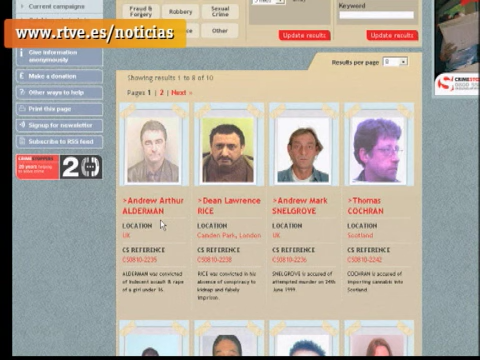 Current campaigns
www.rtve.es/noticias
Give information
anonymously
Make a donation
Other ways to help
Print this page
Signup for newsletter
Subscribe to RSS feed
20
Fraud &
Forgery
Robbery
Sexual
Crime
Other
Keyword
Update results
Update results
Results per page
8
Showing results 1 to 8 of 10
Pages 1 | 2 | Next >
>Andrew Arthur
ALDERMAN
LOCATION
UK
CS REFERENCE
CS0810-2239
ALDERMAN was convicted
of indecent assault & rape
of a girl under 16.
>Dean Lawrence
RICE
LOCATION
Camden Park, London
CS REFERENCE
CS0810-2238
RICE was convicted in his
absence of conspiracy to
kidnap and falsely
imprison.
>Andrew Mark
SNELGROVE
LOCATION
UK
CS REFERENCE
CS0810-2236
SNELGROVE is accused of
attempted murder on 24th
June 1999.
>Thomas
COCHRAN
LOCATION
Scotland
CS REFERENCE
CS0810-2242
COCHRAN is accused of
importing cannabis into
Scotland.